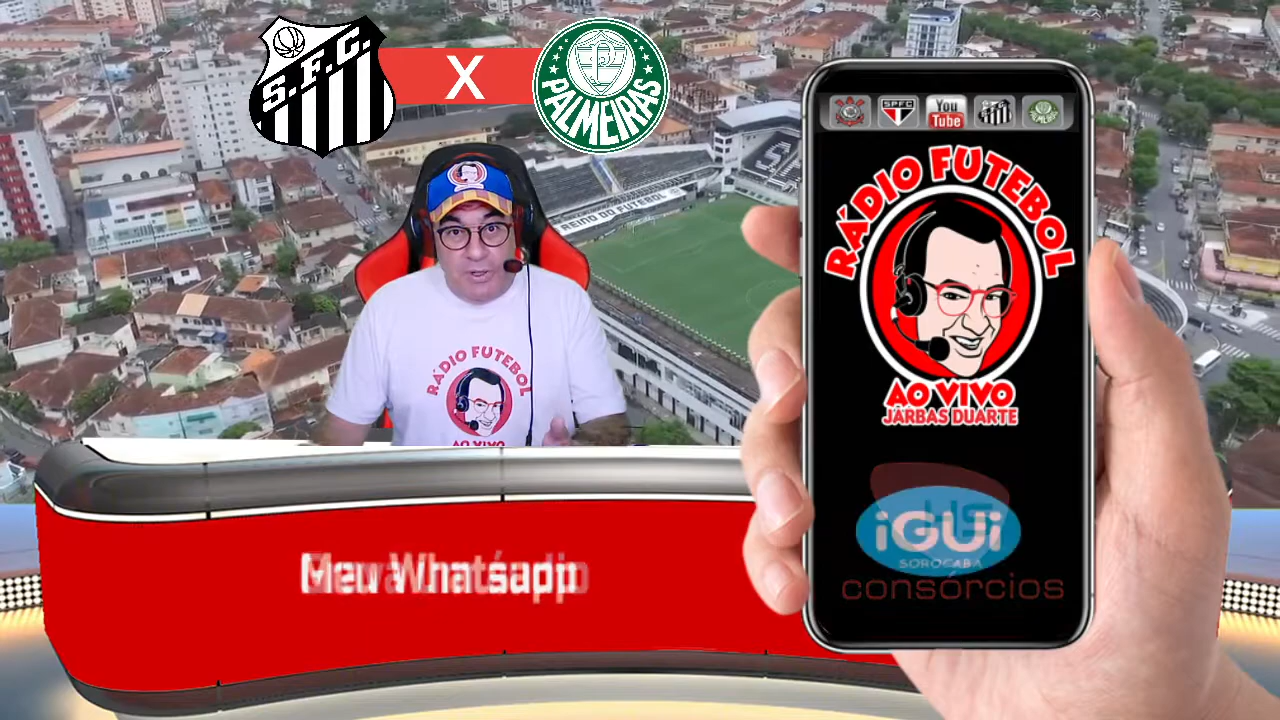 S.F.C.
X
PALMEIRAS
SPFC
You
Tube
RÁDIO FUTEBOL
AO VIVO
JARBAS DUARTE
REINO DO FUTEBOL
RÁDIO FUTEBOL
AO VIVO
iGUi
SOROCABA
consórcios
Meu Whatsapp